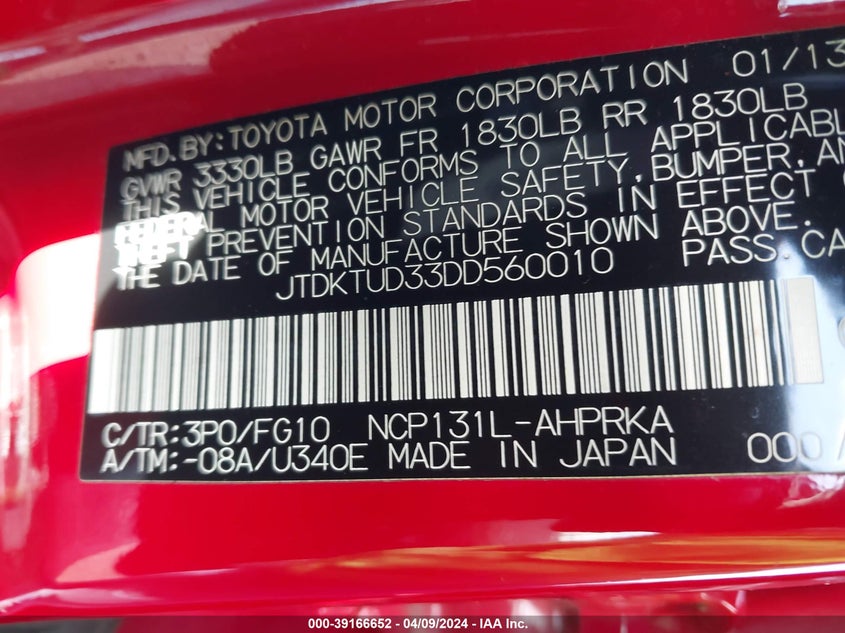 MFD.BY:TOYOTA MOTOR CORPORATION 01/13
GVWR 3330LB GAWR FR 1830LB RR 1830LB
THIS VEHICLE CONFORMS TO ALL APPLICABL
FEDERAL MOTOR VEHICLE SAFETY,BUMPER,AN
THEFT PREVENTION STANDARDS IN EFFECT
THE DATE OF MANUFACTURE SHOWN ABOVE.
JTDKTUD33DD560010 PASS.CA
C/TR:3P0/FG10 NCP131L-AHPRKA
A/TM:-08A/U340E MADE IN JAPAN 000
000-39166652 - 04/09/2024 - IAA Inc.